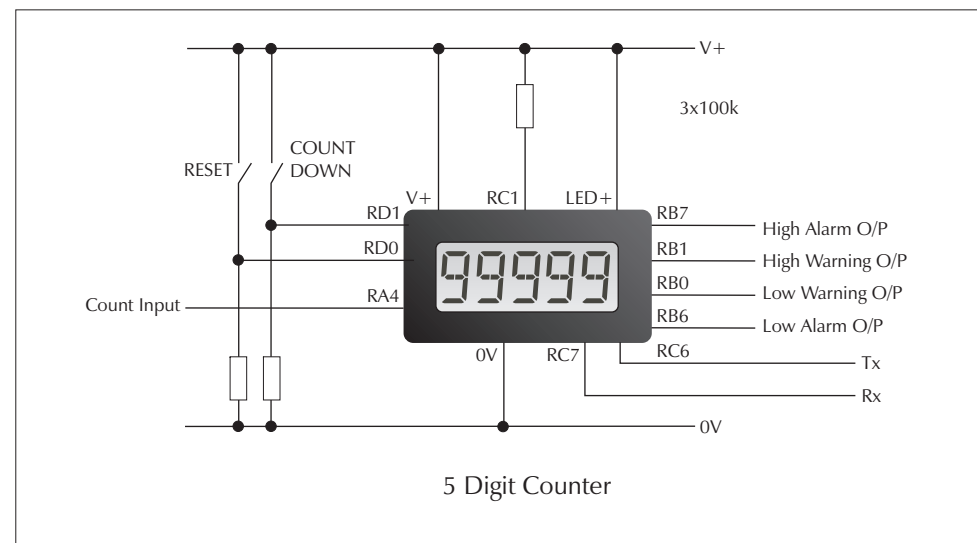 V+
3x100k
COUNT
RESET
DOWN
V+
RC1
LED+
RD1
RB7
High Alarm O/P
RD0
RB1
High Warning O/P
99999
Count Input
RA4
RB0
Low Warning O/P
RB6
Low Alarm O/P
0V
RC7
RC6
Tx
Rx
0V
5 Digit Counter